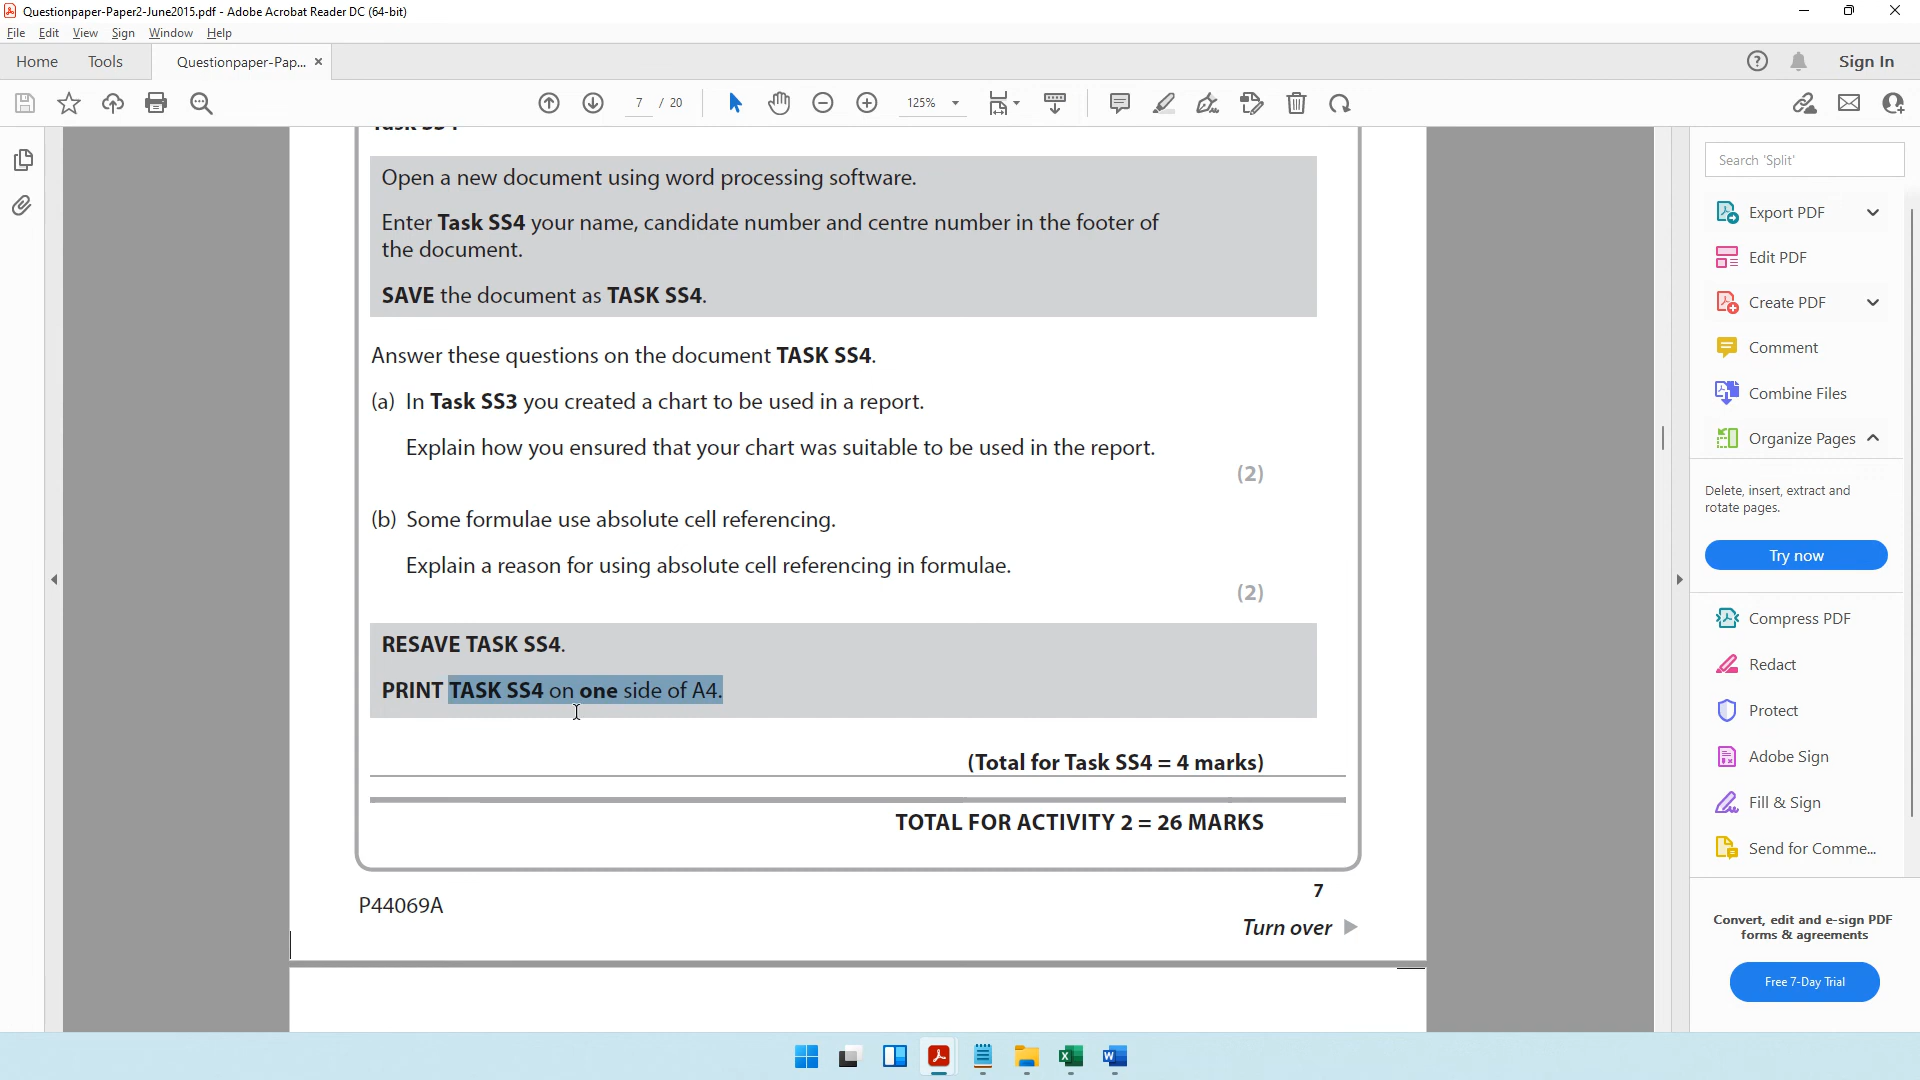 Questionpaper-Paper2-June2015.pdf - Adobe Acrobat Reader DC (64-bit)
File Edit View Sign Window Help
Home Tools Questionpaper-Pap... × Sign In
7 / 20 125%
Task SS4
Open a new document using word processing software.
Enter Task SS4 your name, candidate number and centre number in the footer of
the document.
SAVE the document as TASK SS4.
Answer these questions on the document TASK SS4.
(a) In Task SS3 you created a chart to be used in a report.
Explain how you ensured that your chart was suitable to be used in the report.
(2)
(b) Some formulae use absolute cell referencing.
Explain a reason for using absolute cell referencing in formulae.
(2)
RESAVE TASK SS4.
PRINT TASK SS4 on one side of A4.
(Total for Task SS4 = 4 marks)
TOTAL FOR ACTIVITY 2 = 26 MARKS
7
P44069A
Turn over
Search 'Split'
Export PDF
Edit PDF
Create PDF
Comment
Combine Files
Organize Pages
Delete, insert, extract and
rotate pages.
Try now
Compress PDF
Redact
Protect
Adobe Sign
Fill & Sign
Send for Comme...
Convert, edit and e-sign PDF
forms & agreements
Free 7-Day Trial